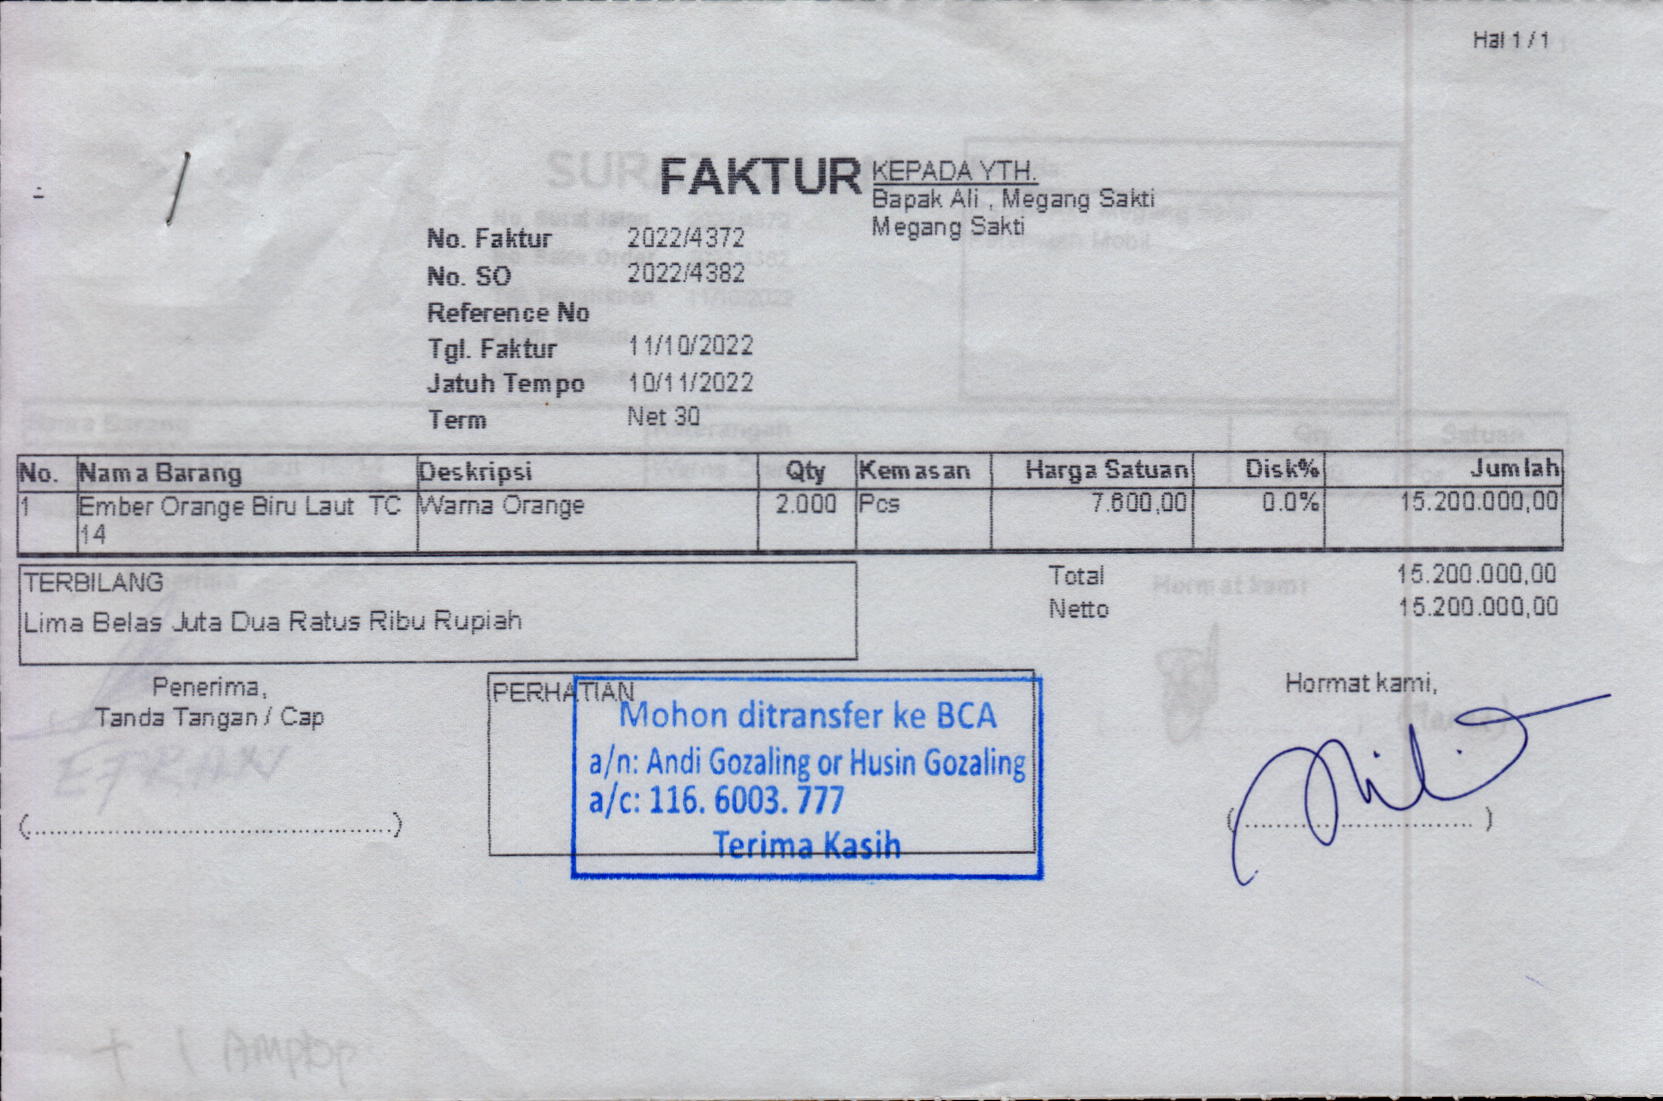 Hal 1 / 1
FAKTUR
KEPADA YTH.
Bapak Ali , Megang Sakti
Megang Sakti
No. Faktur 2022/4372
No. SO 2022/4382
Reference No
Tgl. Faktur 11/10/2022
Jatuh Tempo 10/11/2022
Term Net 30
No. Nama Barang Deskripsi Qty Kemasan Harga Satuan Disk% Jumlah
1 Ember Orange Biru Laut TC Warna Orange 2.000 Pcs 7.600,00 0.0% 15.200.000,00
14
TERBILANG
Lima Belas Juta Dua Ratus Ribu Rupiah
Total 15.200.000,00
Netto 15.200.000,00
Penerima,
Tanda Tangan / Cap
(..........................................................)
PERHATIAN
Mohon ditransfer ke BCA
a/n: Andi Gozaling or Husin Gozaling
a/c: 116. 6003. 777
Terima Kasih
Hormat kami,
(.....................................)
+ 1 Amplop